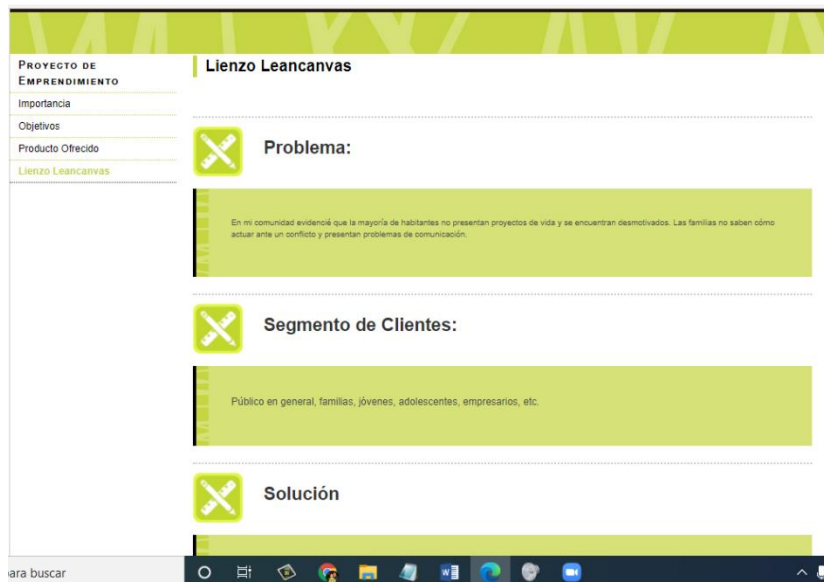 PROYECTO DE
EMPRENDIMIENTO
Importancia
Objetivos
Producto Ofrecido
Lienzo Leancanvas
Lienzo Leancanvas
Problema:
En mi comunidad evidencié que la mayoría de habitantes no presentan proyectos de vida y se encuentran desmotivados. Las familias no saben cómo
actuar ante un conflicto y presentan problemas de comunicación.
Segmento de Clientes:
Público en general, familias, jóvenes, adolescentes, empresarios, etc.
Solución
para buscar